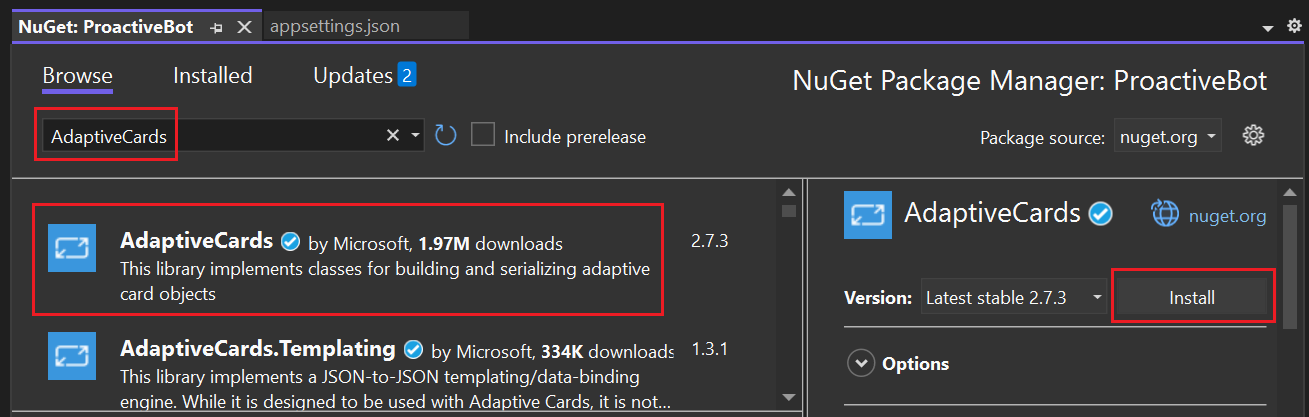 NuGet: ProactiveBot
appsettings.json
Browse
Installed
Updates 2
NuGet Package Manager: ProactiveBot
AdaptiveCards
Include prerelease
Package source: nuget.org
AdaptiveCards by Microsoft, 1.97M downloads
2.7.3
This library implements classes for building and serializing adaptive
card objects
AdaptiveCards.Templating by Microsoft, 334K downloads
1.3.1
This library implements a JSON-to-JSON templating/data-binding
engine. While it is designed to be used with Adaptive Cards, it is not...
AdaptiveCards
nuget.org
Version: Latest stable 2.7.3
Install
Options